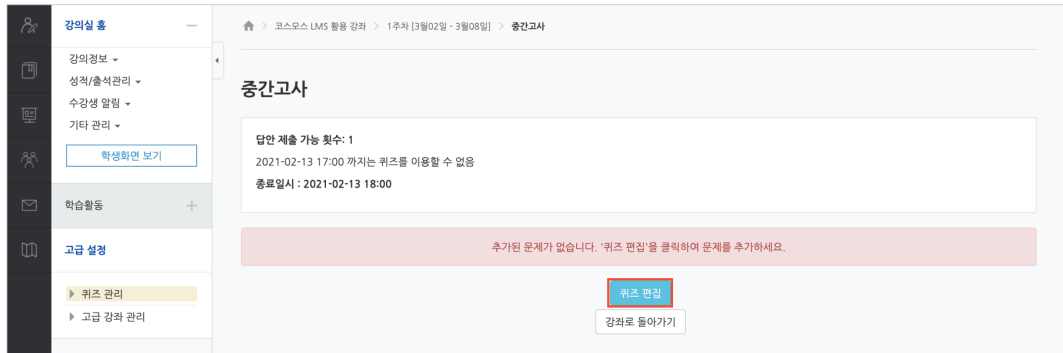 강의실 홈
강의정보
성적/출석관리
수강생 알림
기타 관리
학생화면 보기
학습활동
고급 설정
퀴즈 관리
고급 강좌 관리
코스모스 LMS 활용 강좌 > 1주차 [3월02일 - 3월08일] > 중간고사
중간고사
답안 제출 가능 횟수: 1
2021-02-13 17:00 까지는 퀴즈를 이용할 수 없음
종료일시 : 2021-02-13 18:00
추가된 문제가 없습니다. '퀴즈 편집'을 클릭하여 문제를 추가하세요.
퀴즈 편집
강좌로 돌아가기